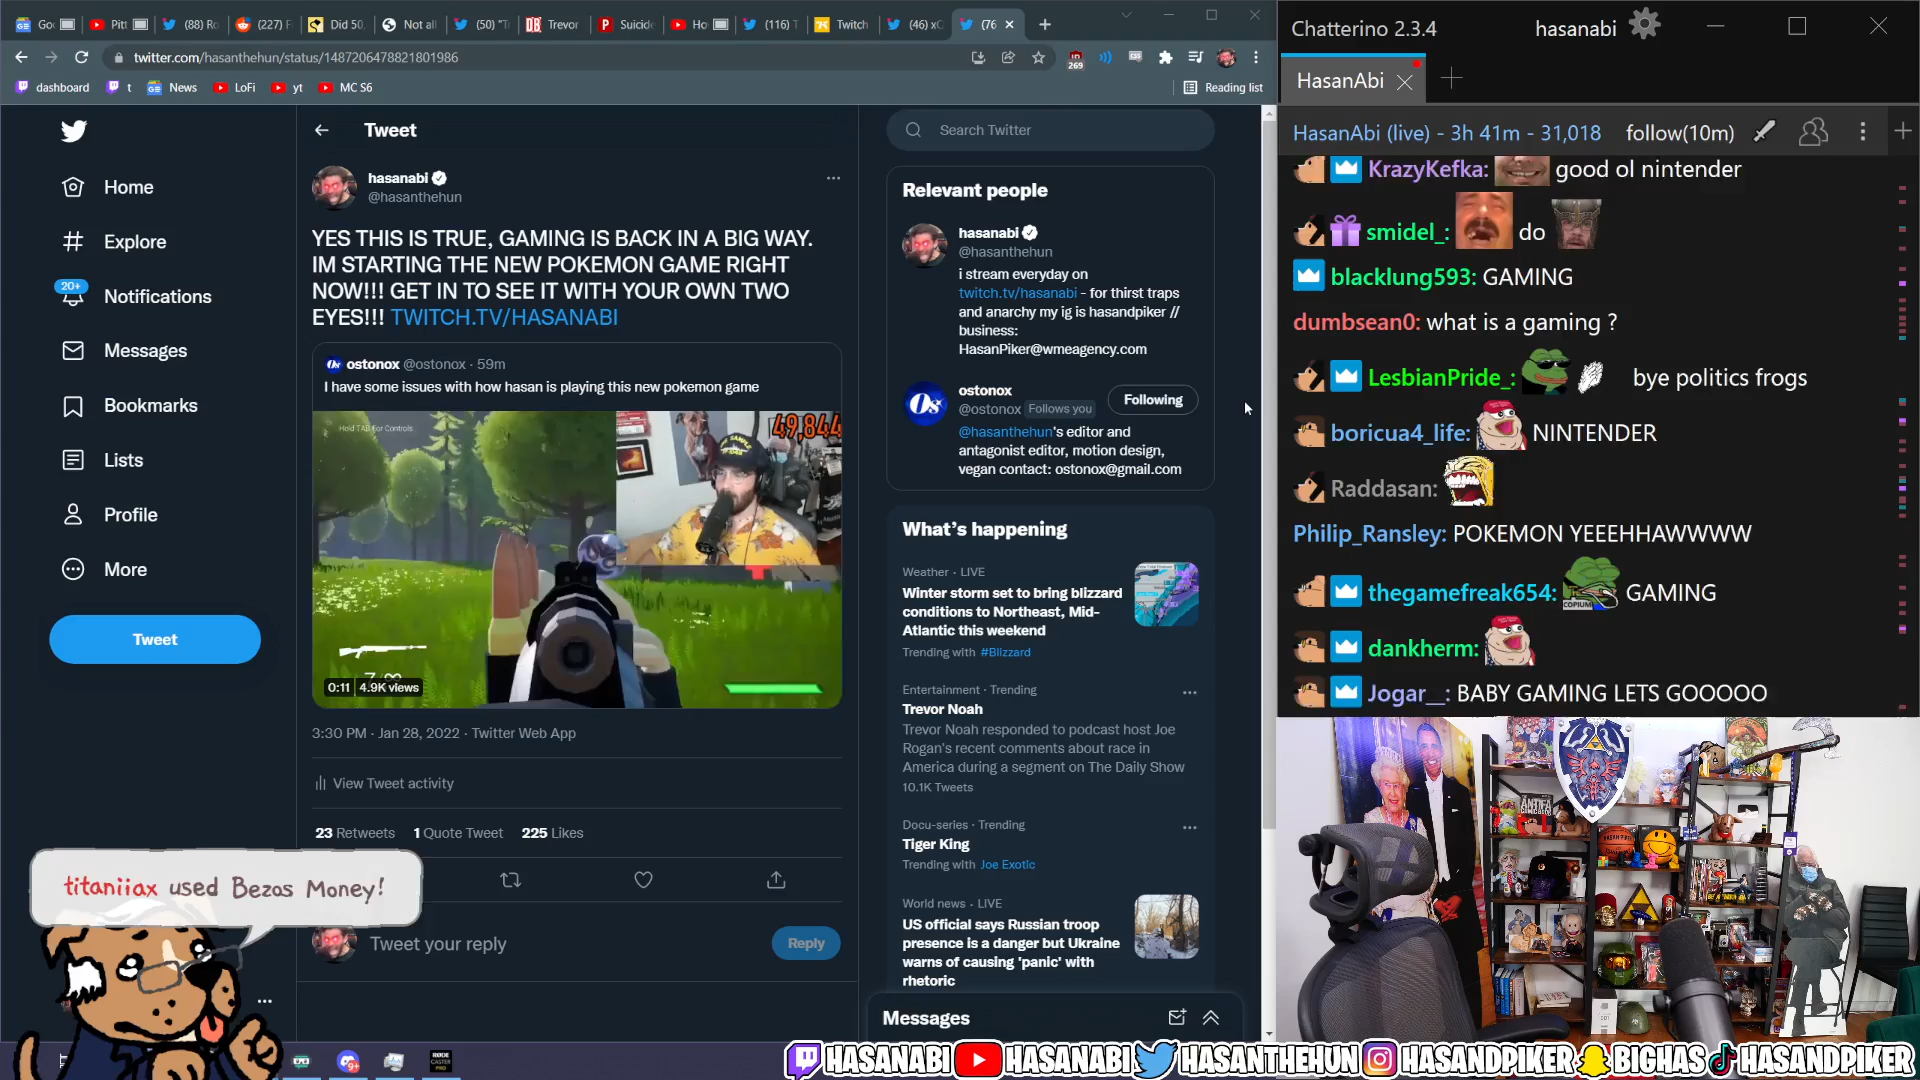 Goo
Pitt
(88) Ro
(227) F
Did 50.
Not all
(50) "T
Trevor
Suicide
Ho
(116) T
Twitch
(46) xQ
(76
twitter.com/hasanthehun/status/1487206478821801986
269
dashboard
t
News
LoFi
yt
MC S6
Reading list
Home
Explore
20+
Notifications
Messages
Bookmarks
Lists
Profile
More
Tweet
Tweet
hasanabi
@hasanthehun
YES THIS IS TRUE, GAMING IS BACK IN A BIG WAY.
IM STARTING THE NEW POKEMON GAME RIGHT
NOW!!! GET IN TO SEE IT WITH YOUR OWN TWO
EYES!!! TWITCH.TV/HASANABI
Os ostonox @ostonox · 59m
I have some issues with how hasan is playing this new pokemon game
Hold TAB For Controls
49,844
0:11 4.9K views
3:30 PM · Jan 28, 2022 · Twitter Web App
View Tweet activity
23 Retweets 1 Quote Tweet 225 Likes
Tweet your reply
Reply
titaniiax used Bezos Money!
Search Twitter
Relevant people
hasanabi
@hasanthehun
i stream everyday on
twitch.tv/hasanabi - for thirst traps
and anarchy my ig is hasandpiker //
business:
HasanPiker@wmeagency.com
Os
ostonox
@ostonox Follows you
Following
@hasanthehun's editor and
antagonist editor, motion design,
vegan contact: ostonox@gmail.com
What's happening
Weather · LIVE
Winter storm set to bring blizzard
conditions to Northeast, Mid-
Atlantic this weekend
Trending with #Blizzard
Entertainment · Trending
Trevor Noah
Trevor Noah responded to podcast host Joe
Rogan's recent comments about race in
America during a segment on The Daily Show
10.1K Tweets
Docu-series · Trending
Tiger King
Trending with Joe Exotic
World news · LIVE
US official says Russian troop
presence is a danger but Ukraine
warns of causing 'panic' with
rhetoric
Messages
Chatterino 2.3.4
hasanabi
HasanAbi
HasanAbi (live) - 3h 41m - 31,018 follow(10m)
KrazyKefka: good ol nintender
smidel_: do
blacklung593: GAMING
dumbsean0: what is a gaming ?
LesbianPride_: bye politics frogs
boricua4_life: NINTENDER
Raddasan:
Philip_Ransley: POKEMON YEEEHHAWWWW
thegamefreak654: GAMING
COPIUM
dankherm:
Jogar__: BABY GAMING LETS GOOOOO
ANTIFA
HASANABI HASANABI HASANTHEHUN HASANDPIKER BIGHAS HASANDPIKER